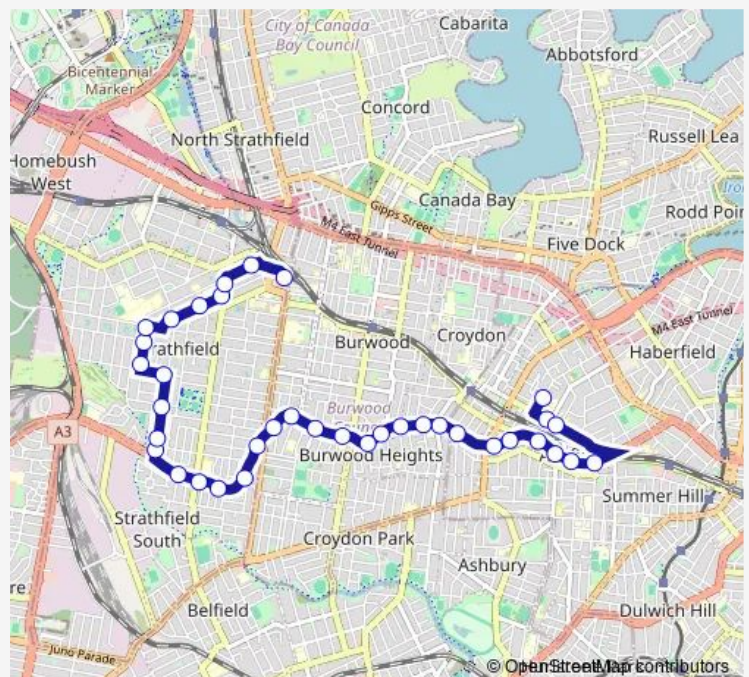 Cabarita
City of Canada
Bay Council
Abbotsford
Bicentennial
Marker
Concord
North Strathfield
Russell Lea
Homebush
West
Canada Bay
Gipps Street
M4 East Tunnel
Five Dock
M4 East Tunnel
Burwood
Croydon
Haberfield
rathfield
Burwood
A3
Burwood Heights
Summer Hill
Strathfield
South
Croydon Park
Ashbury
Belfield
Dulwich Hill
Juno Parade
© OpenStreetMap contributors